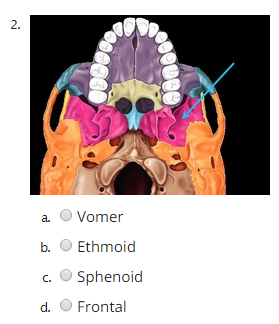 2.
a. Vomer
b. Ethmoid
c. Sphenoid
d. Frontal